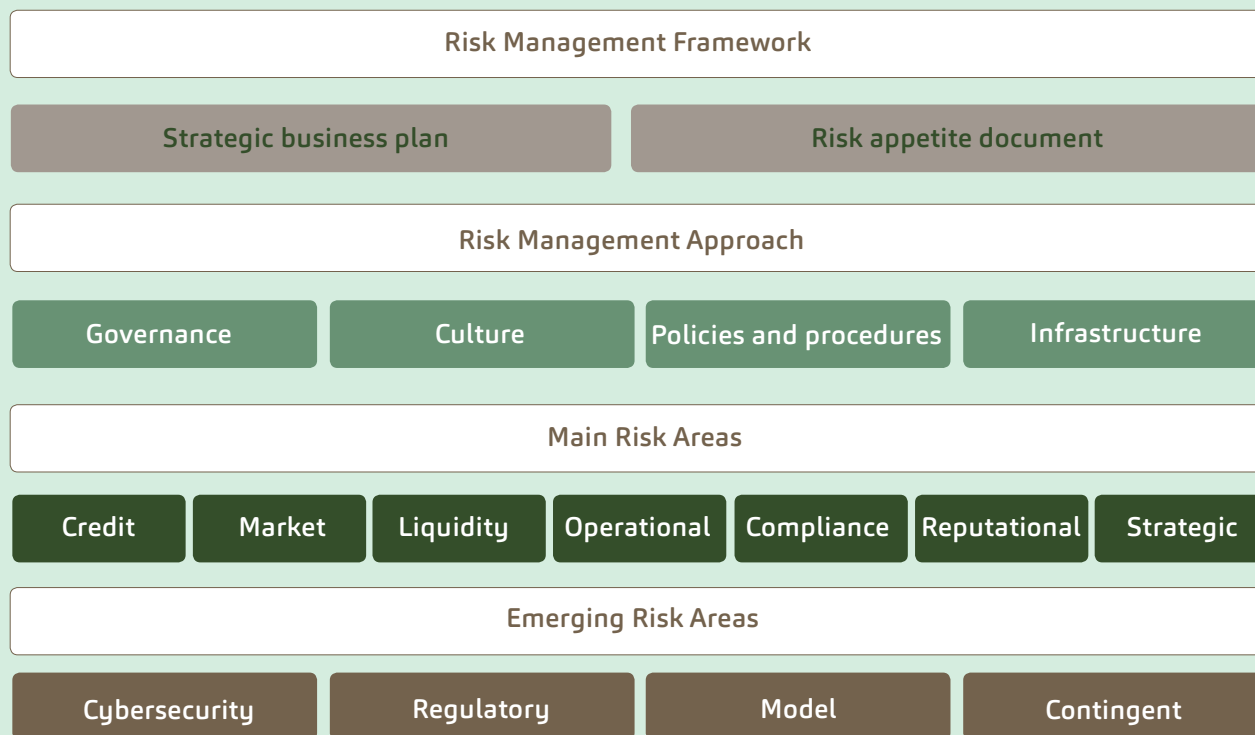 Risk Management Framework
Strategic business plan
Risk appetite document
Risk Management Approach
Governance
Culture
Policies and procedures
Infrastructure
Main Risk Areas
Credit
Market
Liquidity
Operational
Compliance
Reputational
Strategic
Emerging Risk Areas
Cybersecurity
Regulatory
Model
Contingent